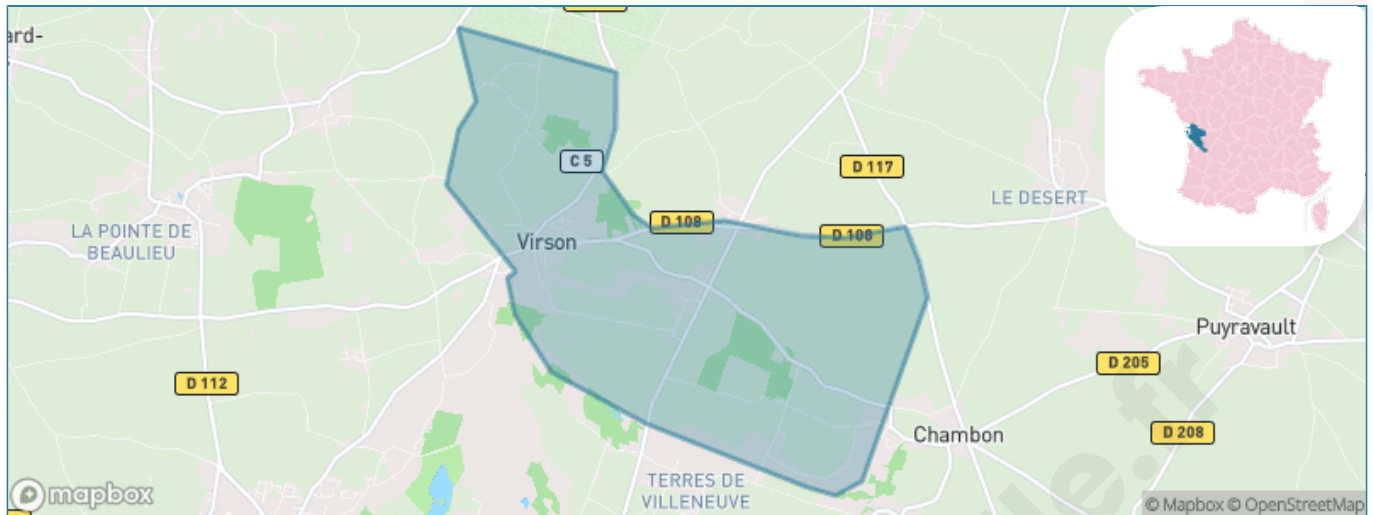 ard-
C 5
D 117
LE DESERT
D 108
D 108
LA POINTE DE
BEAULIEU
Virson
Puyravault
D 205
D 112
D 208
Chambon
TERRES DE
VILLENEUVE
mapbox
© Mapbox © OpenStreetMap